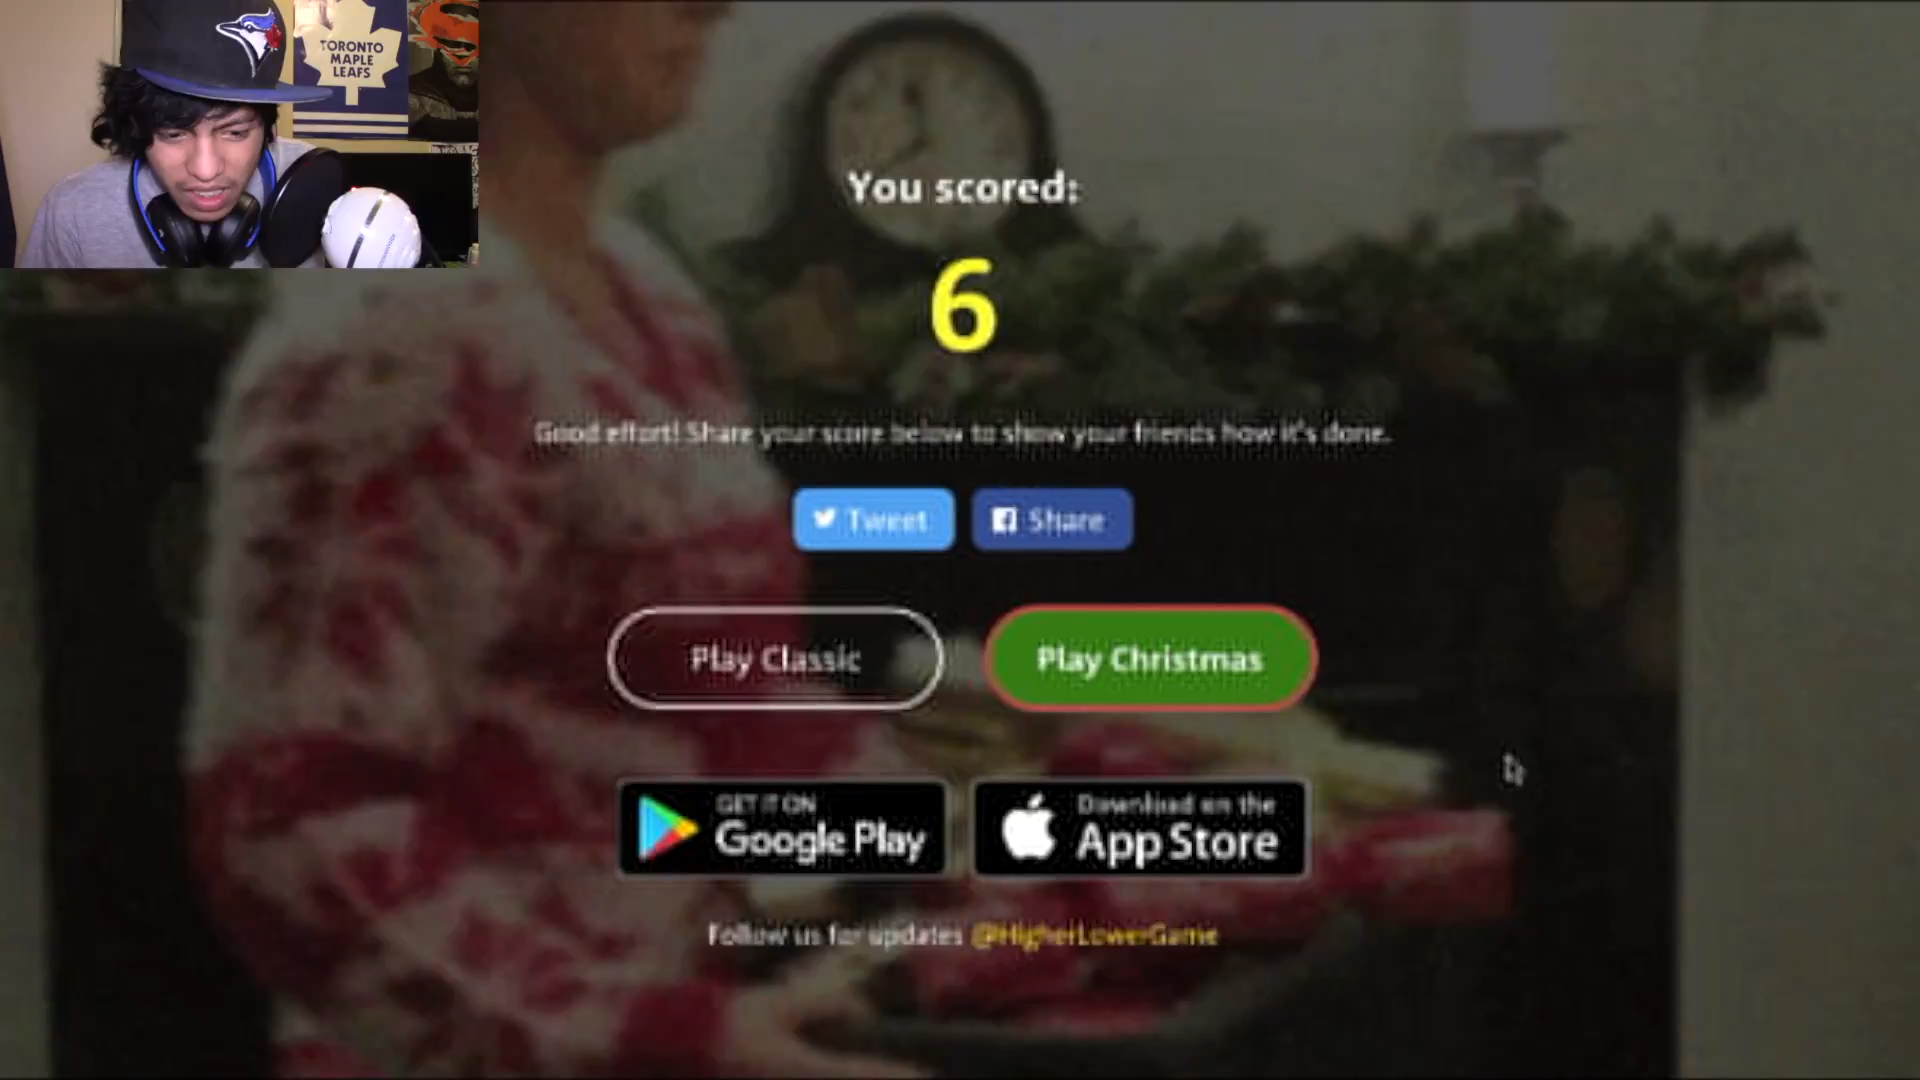 TORONTO
MAPLE
LEAFS
You scored:
6
Good effort! Share your score below to show your friends how it's done.
Tweet
Share
Play Classic
Play Christmas
GET IT ON
Google Play
Download on the
App Store
Follow us for updates @HigherLowerGame